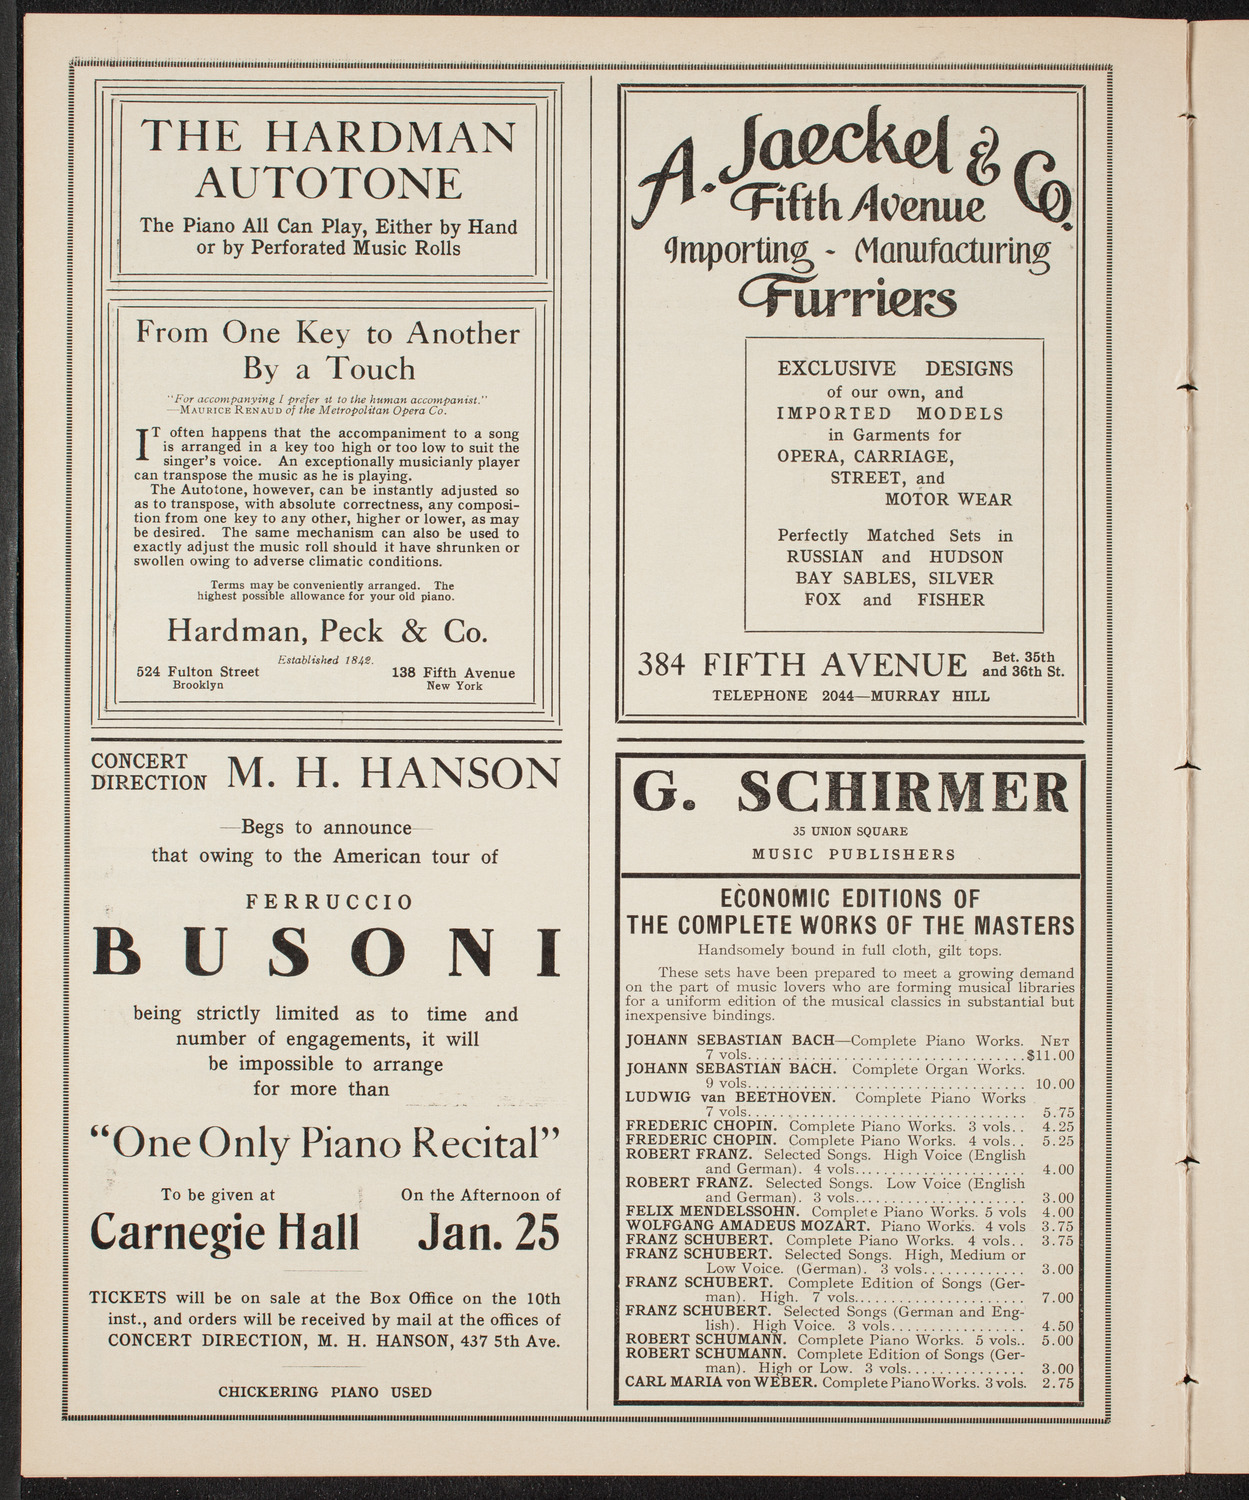 THE HARDMAN
AUTOTONE
The Piano All Can Play, Either by Hand
or by Perforated Music Rolls
From One Key to Another
By a Touch
"For accompanying I prefer it to the human accompanist."
—MAURICE RENAUD of the Metropolitan Opera Co.
IT often happens that the accompaniment to a song
is arranged in a key too high or too low to suit the
singer's voice. An exceptionally musicianly player
can transpose the music as he is playing.
The Autotone, however, can be instantly adjusted so
as to transpose, with absolute correctness, any composi-
tion from one key to any other, higher or lower, as may
be desired. The same mechanism can also be used to
exactly adjust the music roll should it have shrunken or
swollen owing to adverse climatic conditions.
Terms may be conveniently arranged. The
highest possible allowance for your old piano.
Hardman, Peck & Co.
Established 1842.
524 Fulton Street 138 Fifth Avenue
Brooklyn New York
CONCERT
DIRECTION M. H. HANSON
—Begs to announce—
that owing to the American tour of
FERRUCCIO
BUSONI
being strictly limited as to time and
number of engagements, it will
be impossible to arrange
for more than
"One Only Piano Recital"
To be given at On the Afternoon of
Carnegie Hall Jan. 25
TICKETS will be on sale at the Box Office on the 10th
inst., and orders will be received by mail at the offices of
CONCERT DIRECTION, M. H. HANSON, 437 5th Ave.
CHICKERING PIANO USED
A. Jaeckel & Co.
Fifth Avenue
Importing - Manufacturing
Furriers
EXCLUSIVE DESIGNS
of our own, and
IMPORTED MODELS
in Garments for
OPERA, CARRIAGE,
STREET, and
MOTOR WEAR
Perfectly Matched Sets in
RUSSIAN and HUDSON
BAY SABLES, SILVER
FOX and FISHER
384 FIFTH AVENUE Bet. 35th
and 36th St.
TELEPHONE 2044—MURRAY HILL
G. SCHIRMER
35 UNION SQUARE
MUSIC PUBLISHERS
ECONOMIC EDITIONS OF
THE COMPLETE WORKS OF THE MASTERS
Handsomely bound in full cloth, gilt tops.
These sets have been prepared to meet a growing demand
on the part of music lovers who are forming musical libraries
for a uniform edition of the musical classics in substantial but
inexpensive bindings.
JOHANN SEBASTIAN BACH—Complete Piano Works. NET
7 vols. $11.00
JOHANN SEBASTIAN BACH. Complete Organ Works.
9 vols. 10.00
LUDWIG van BEETHOVEN. Complete Piano Works
7 vols. 5.75
FREDERIC CHOPIN. Complete Piano Works. 3 vols. 4.25
FREDERIC CHOPIN. Complete Piano Works. 4 vols. 5.25
ROBERT FRANZ. Selected Songs. High Voice (English
and German). 4 vols. 4.00
ROBERT FRANZ. Selected Songs. Low Voice (English
and German). 3 vols. 3.00
FELIX MENDELSSOHN. Complete Piano Works. 5 vols 4.00
WOLFGANG AMADEUS MOZART. Piano Works. 4 vols 3.75
FRANZ SCHUBERT. Complete Piano Works. 4 vols. 3.75
FRANZ SCHUBERT. Selected Songs. High, Medium or
Low Voice. (German). 3 vols. 3.00
FRANZ SCHUBERT. Complete Edition of Songs (Ger-
man). High. 7 vols. 7.00
FRANZ SCHUBERT. Selected Songs (German and Eng-
lish). High Voice. 3 vols. 4.50
ROBERT SCHUMANN. Complete Piano Works. 5 vols. 5.00
ROBERT SCHUMANN. Complete Edition of Songs (Ger-
man). High or Low. 3 vols. 3.00
CARL MARIA von WEBER. Complete Piano Works. 3 vols. 2.75